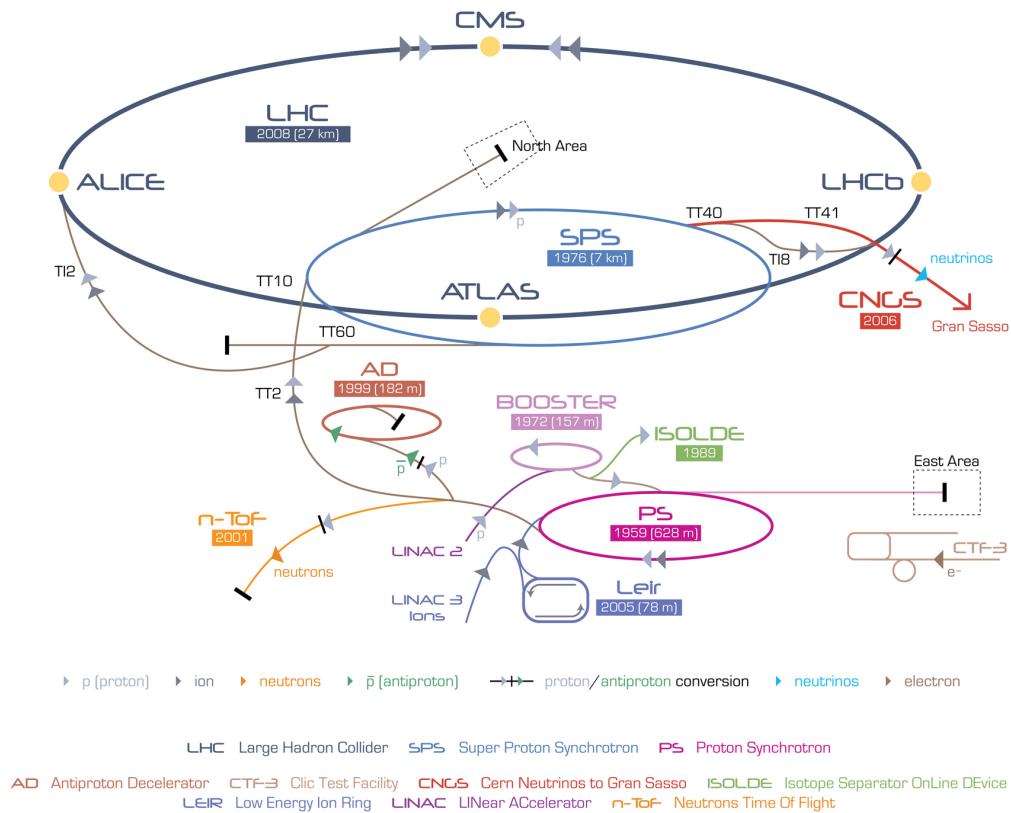 CMS
LHC
2008 (27 km)
North Area
ALICE
LHCb
TT40
TT41
p
SPS
1976 (7 km)
TI2
TT10
TI8
neutrinos
ATLAS
CNGS
2006
Gran Sasso
TT60
AD
1999 (182 m)
TT2
BOOSTER
1972 (157 m)
ISOLDE
1989
p̅
p
East Area
n-ToF
2001
PS
1959 (628 m)
LINAC 2
p
neutrons
CTF-3
e-
LINAC 3
Ions
Leir
2005 (78 m)
p (proton)
ion
neutrons
p̅ (antiproton)
proton/antiproton conversion
neutrinos
electron
LHC Large Hadron Collider SPS Super Proton Synchrotron PS Proton Synchrotron
AD Antiproton Decelerator CTF-3 Clic Test Facility CNGS Cern Neutrinos to Gran Sasso ISOLDE Isotope Separator OnLine DEvice
LEIR Low Energy Ion Ring LINAC LINear ACcelerator n-ToF Neutrons Time Of Flight